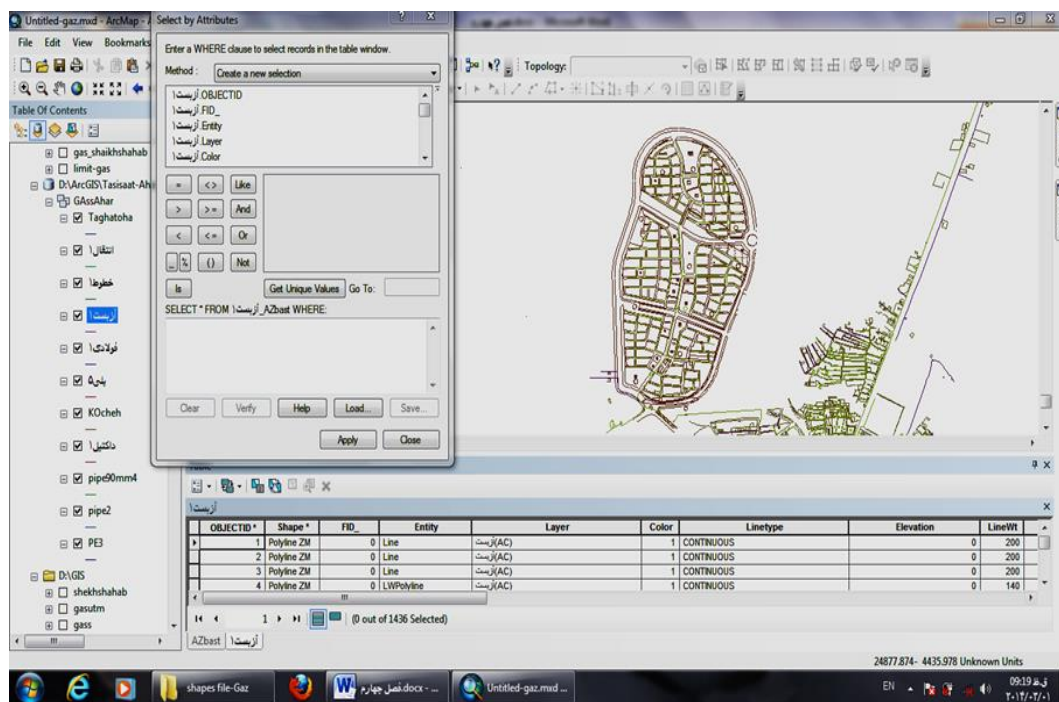 Untitled-gaz.mxd - ArcMap - A
Select by Attributes
File Edit View Bookmarks
Enter a WHERE clause to select records in the table window.
Method : Create a new selection
Topology:
آزبست۱.OBJECTID
آزبست۱.FID_
آزبست۱.Entity
آزبست۱.Layer
آزبست۱.Color
= <> Like
> >= And
< <= Or
_ % () Not
Is
Get Unique Values Go To:
SELECT * FROM آزبست۱_AZbast WHERE:
Clear Verify Help Load... Save...
Apply Close
Table Of Contents
gas_shaikhshahab
limit-gas
D:\ArcGIS\Tasisaat-Ah
GAssAhar
Taghatoha
انتقال۱
خطوط۱
آزبست۱
فولادی۱
پلی۵
KOcheh
داکتیل۱
pipe90mm4
pipe2
PE3
D:\GIS
shekhshahab
gasutm
gass
آزبست۱
OBJECTID * Shape * FID_ Entity Layer Color Linetype Elevation LineWt
1 Polyline ZM 0 Line آزبست(AC) 1 CONTINUOUS 0 200
2 Polyline ZM 0 Line آزبست(AC) 1 CONTINUOUS 0 200
3 Polyline ZM 0 Line آزبست(AC) 1 CONTINUOUS 0 200
4 Polyline ZM 0 LWPolyline آزبست(AC) 1 CONTINUOUS 0 140
1 (0 out of 1436 Selected)
AZbast آزبست۱
24877.874- 4435.978 Unknown Units
shapes file-Gaz
فصل چهارم.docx - ...
Untitled-gaz.mxd ...
EN
09:19 ق.ظ